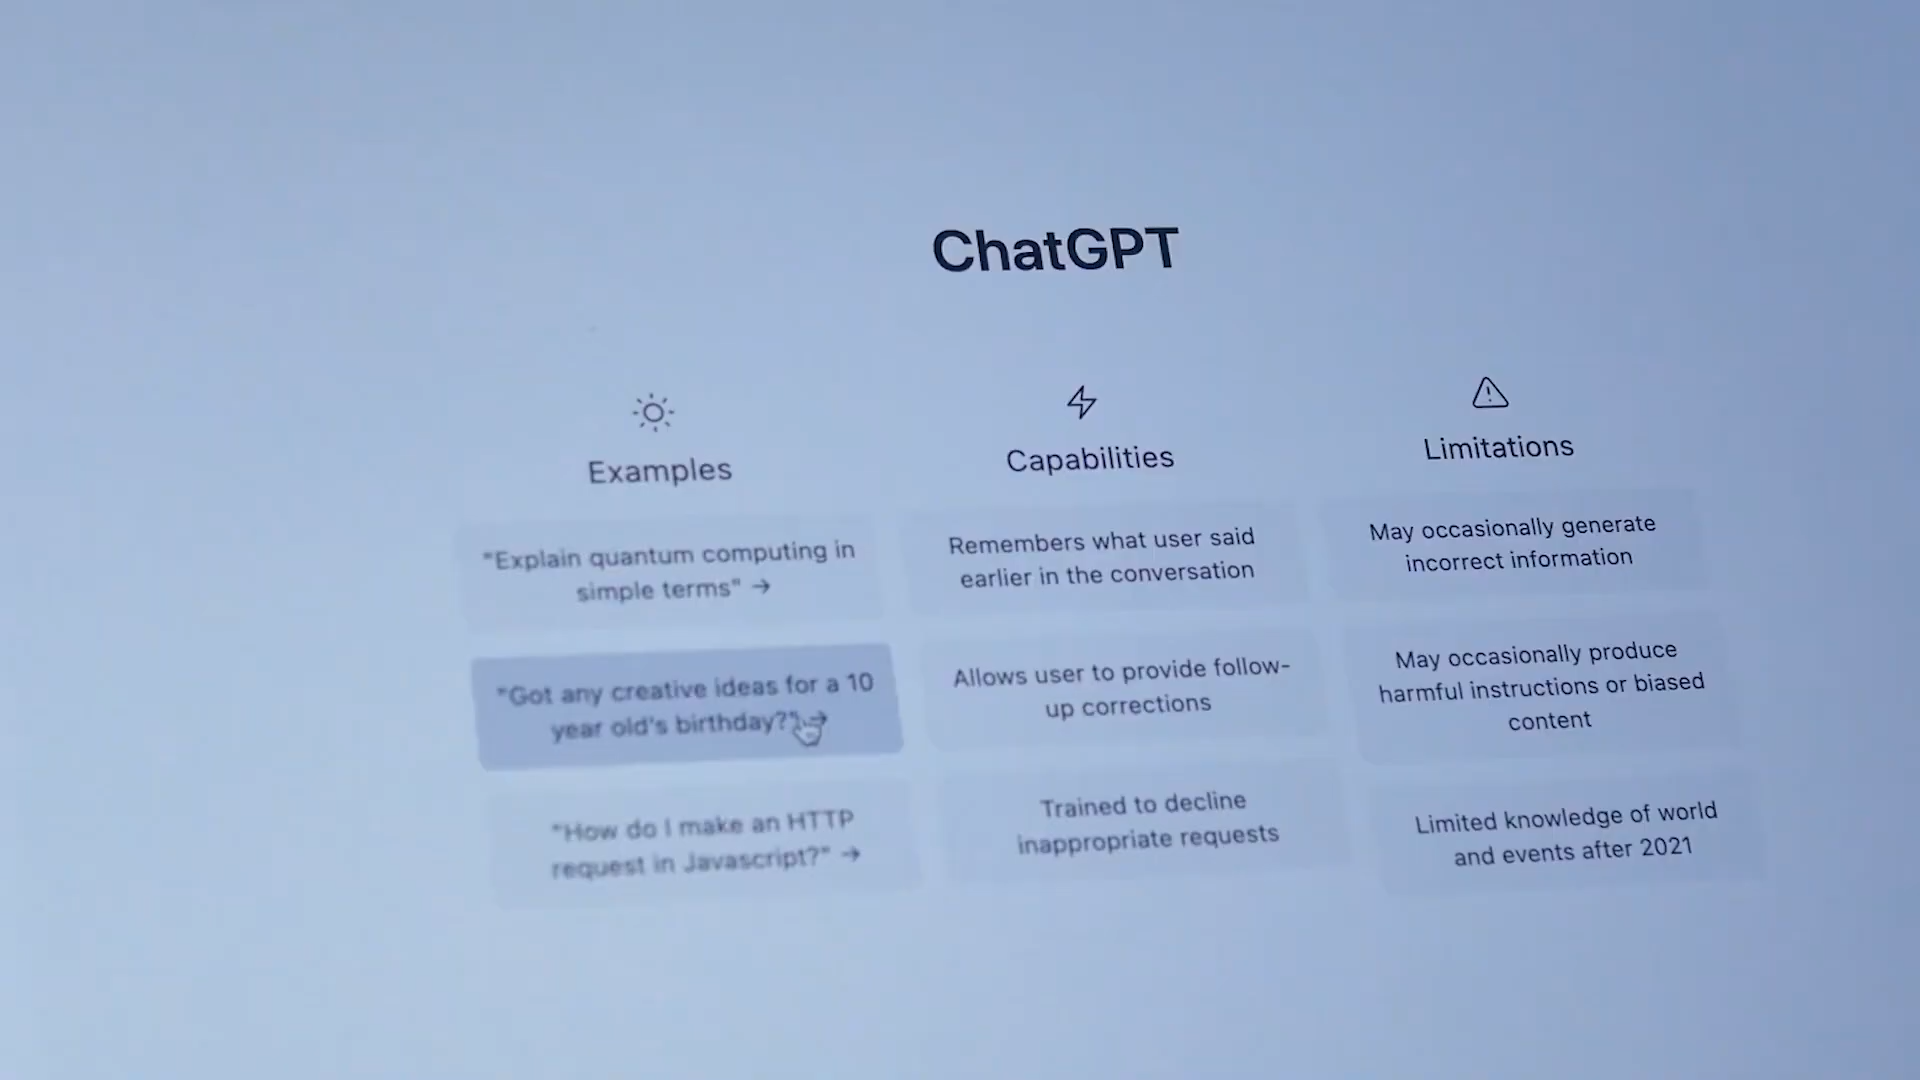 ChatGPT
Examples
"Explain quantum computing in
simple terms" →
"Got any creative ideas for a 10
year old's birthday?" →
"How do I make an HTTP
request in Javascript?" →
Capabilities
Remembers what user said
earlier in the conversation
Allows user to provide follow-
up corrections
Trained to decline
inappropriate requests
Limitations
May occasionally generate
incorrect information
May occasionally produce
harmful instructions or biased
content
Limited knowledge of world
and events after 2021